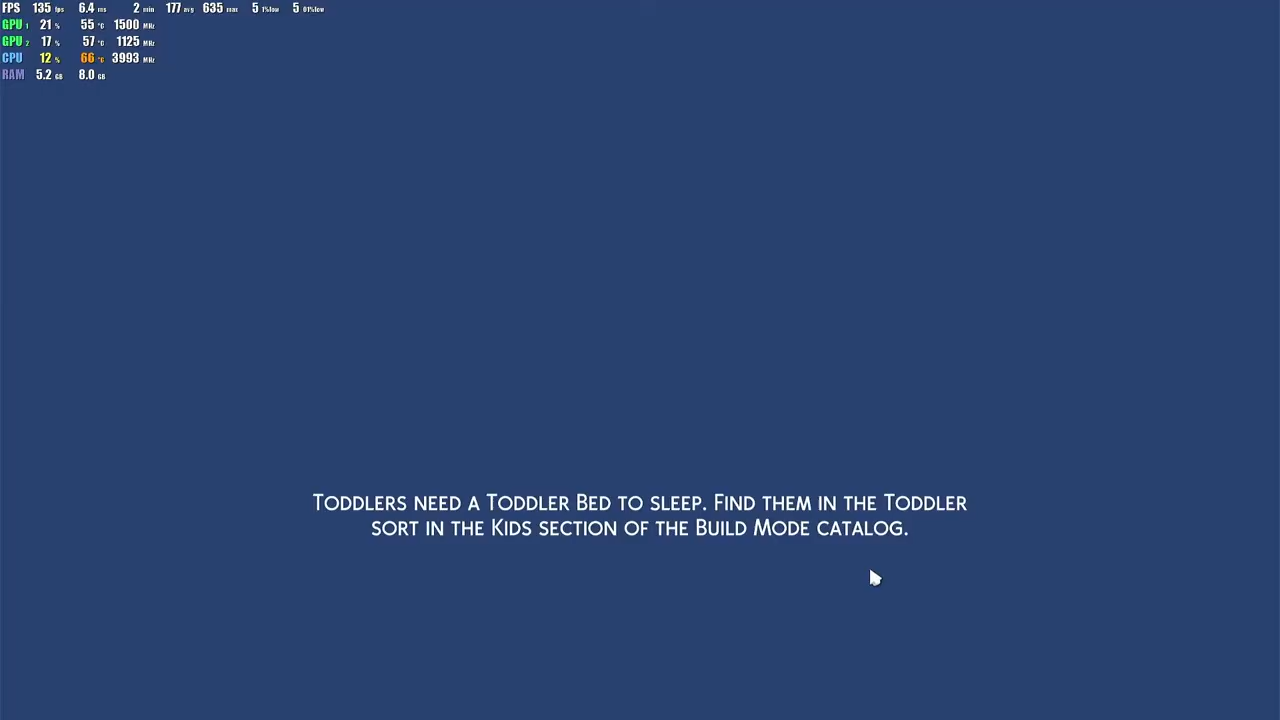 FPS 135 fps 6.4 ms 2 min 177 avg 635 max 5 1%low 5 01%low
GPU 1 21 % 55 °C 1500 MHz
GPU 2 17 % 57 °C 1125 MHz
CPU 12 % 66 °C 3993 MHz
RAM 5.2 GB 8.0 GB
Toddlers need a Toddler Bed to sleep. Find them in the Toddler
sort in the Kids section of the Build Mode catalog.